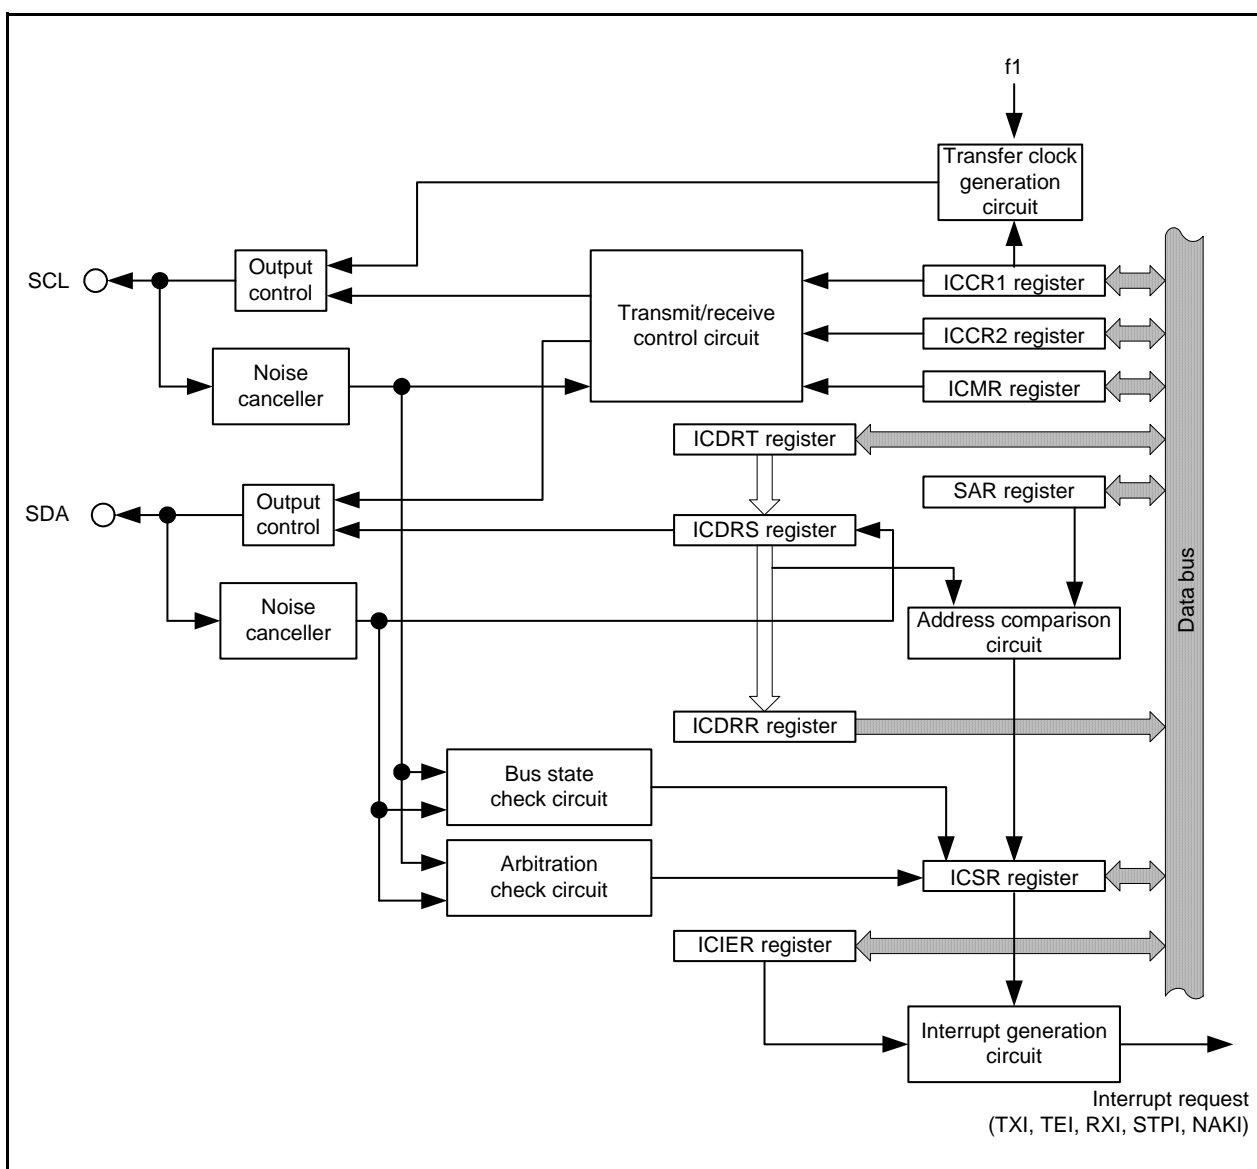 f1
Transfer clock
generation
circuit
SCL
Output
control
Transmit/receive
control circuit
ICCR1 register
ICCR2 register
ICMR register
Noise
canceller
ICDRT register
SAR register
SDA
Output
control
ICDRS register
Data bus
Noise
canceller
Address comparison
circuit
ICDRR register
Bus state
check circuit
Arbitration
check circuit
ICSR register
ICIER register
Interrupt generation
circuit
Interrupt request
(TXI, TEI, RXI, STPI, NAKI)